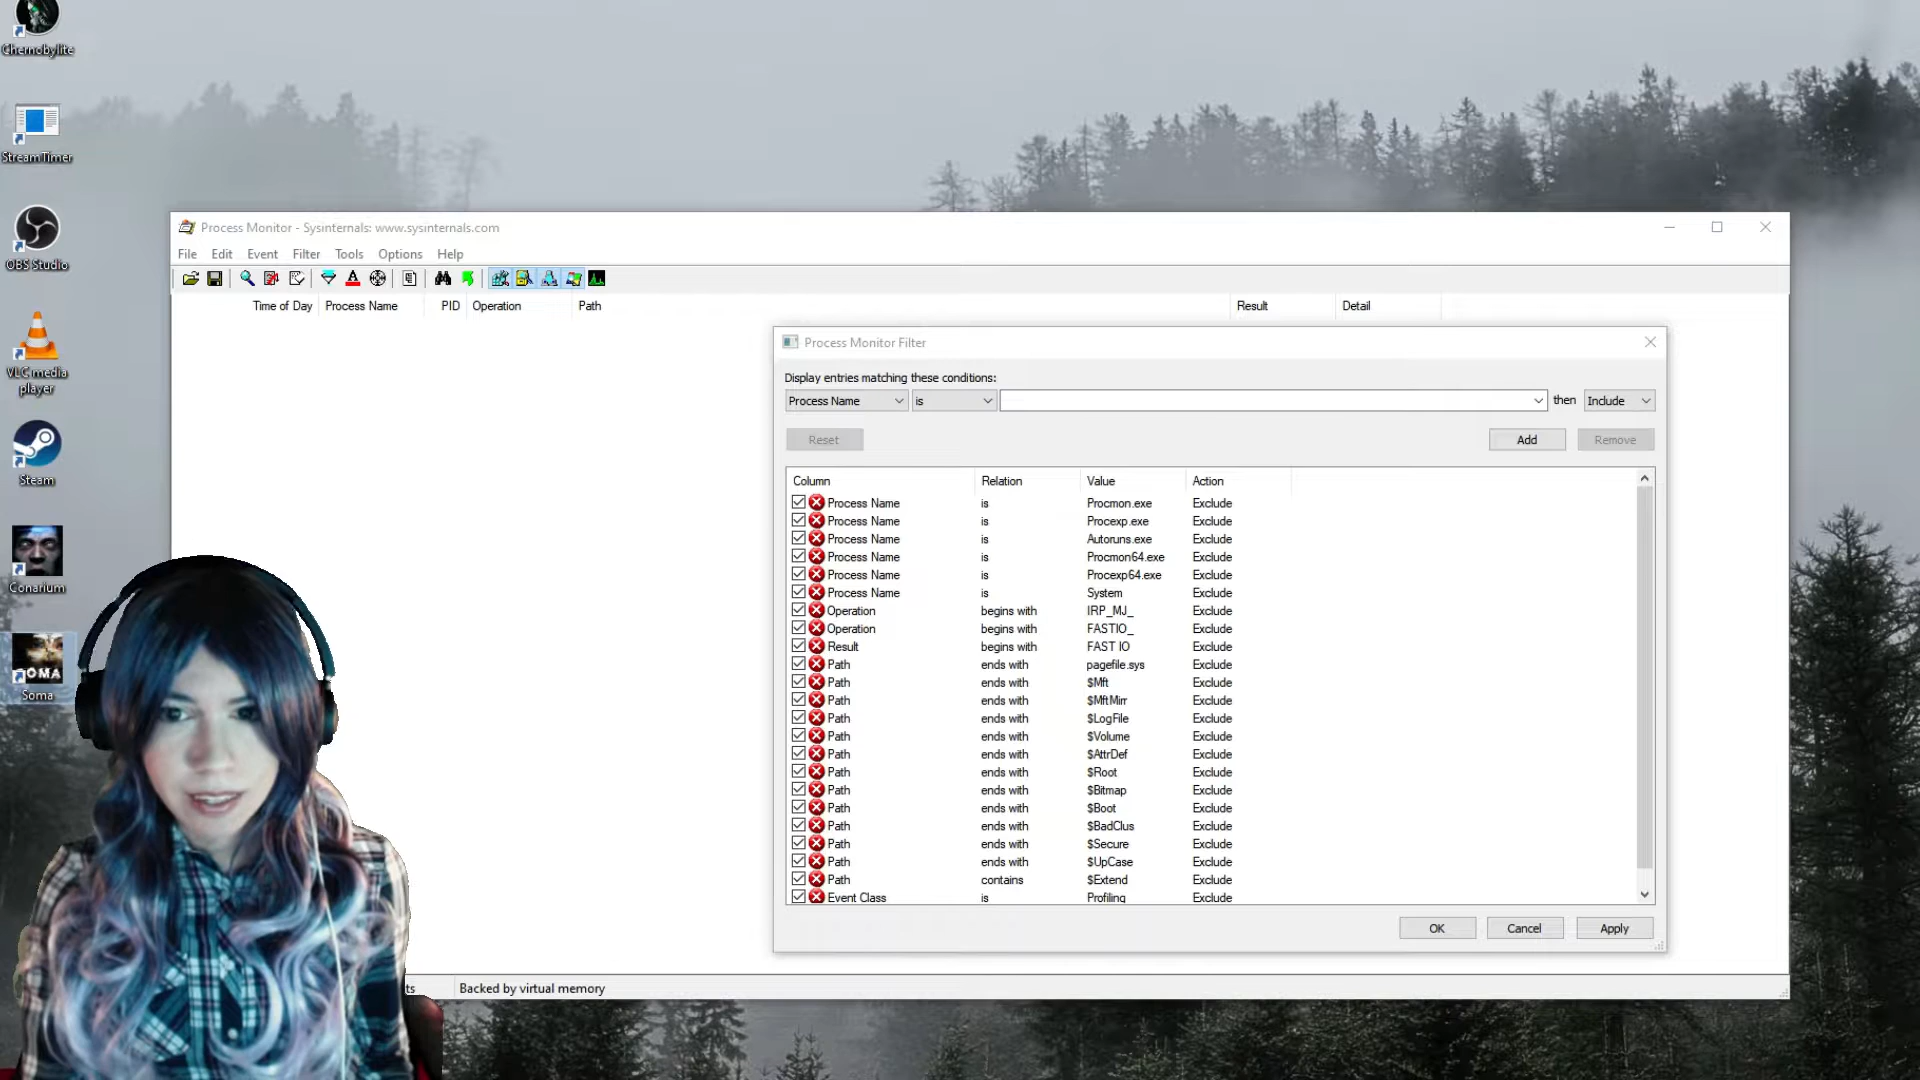 Chernobylite
StreamTimer
OBS Studio
VLC media
player
Steam
Conarium
SOMA
Soma
Process Monitor - Sysinternals: www.sysinternals.com
File Edit Event Filter Tools Options Help
Time of Day Process Name PID Operation Path Result Detail
Process Monitor Filter
Display entries matching these conditions:
Process Name is then Include
Reset Add Remove
Column Relation Value Action
Process Name is Procmon.exe Exclude
Process Name is Procexp.exe Exclude
Process Name is Autoruns.exe Exclude
Process Name is Procmon64.exe Exclude
Process Name is Procexp64.exe Exclude
Process Name is System Exclude
Operation begins with IRP_MJ_ Exclude
Operation begins with FASTIO_ Exclude
Result begins with FAST IO Exclude
Path ends with pagefile.sys Exclude
Path ends with $Mft Exclude
Path ends with $MftMirr Exclude
Path ends with $LogFile Exclude
Path ends with $Volume Exclude
Path ends with $AttrDef Exclude
Path ends with $Root Exclude
Path ends with $Bitmap Exclude
Path ends with $Boot Exclude
Path ends with $BadClus Exclude
Path ends with $Secure Exclude
Path ends with $UpCase Exclude
Path contains $Extend Exclude
Event Class is Profiling Exclude
OK Cancel Apply
ts Backed by virtual memory